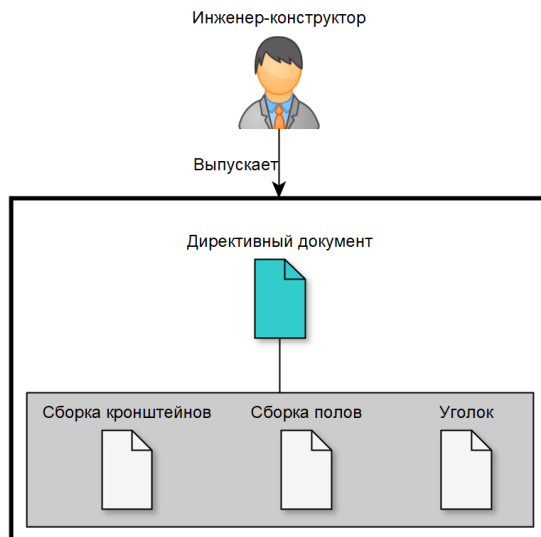 Инженер-конструктор
Выпускает
Директивный документ
Сборка кронштейнов
Сборка полов
Уголок